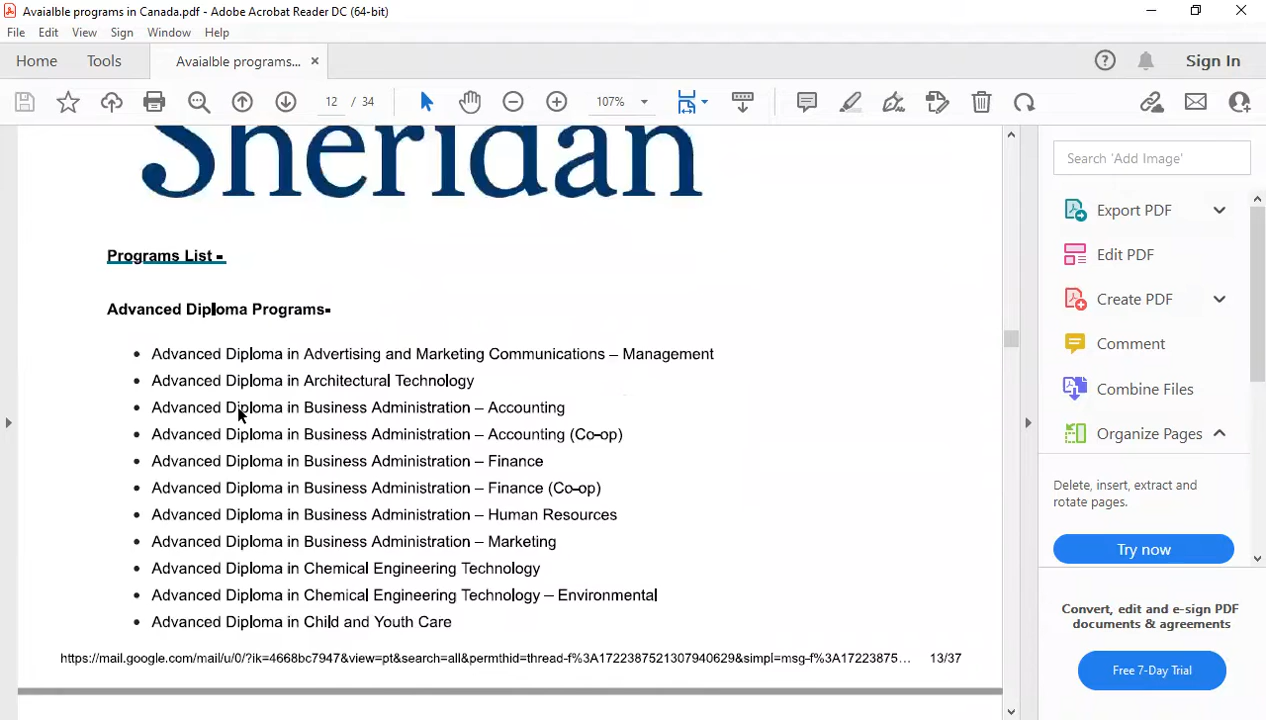 Avaialble programs in Canada.pdf - Adobe Acrobat Reader DC (64-bit)
File Edit View Sign Window Help
Home Tools Avaialble programs... × Sign In
12 / 34 107%
Sheridan
Programs List -
Advanced Diploma Programs-
• Advanced Diploma in Advertising and Marketing Communications – Management
• Advanced Diploma in Architectural Technology
• Advanced Diploma in Business Administration – Accounting
• Advanced Diploma in Business Administration – Accounting (Co-op)
• Advanced Diploma in Business Administration – Finance
• Advanced Diploma in Business Administration – Finance (Co-op)
• Advanced Diploma in Business Administration – Human Resources
• Advanced Diploma in Business Administration – Marketing
• Advanced Diploma in Chemical Engineering Technology
• Advanced Diploma in Chemical Engineering Technology – Environmental
• Advanced Diploma in Child and Youth Care
https://mail.google.com/mail/u/0/?ik=4668bc7947&view=pt&search=all&permthid=thread-f%3A1722387521307940629&simpl=msg-f%3A17223875... 13/37
Search 'Add Image'
Export PDF
Edit PDF
Create PDF
Comment
Combine Files
Organize Pages
Delete, insert, extract and
rotate pages.
Try now
Convert, edit and e-sign PDF
documents & agreements
Free 7-Day Trial